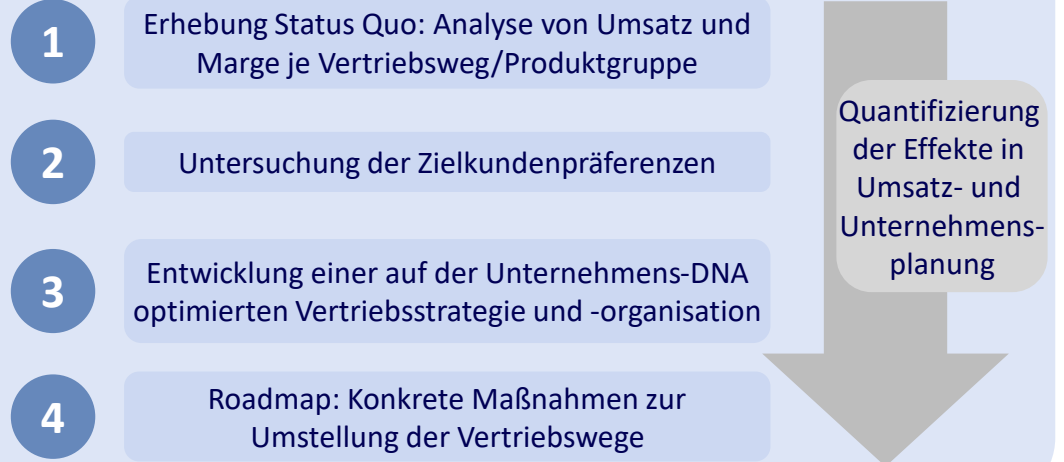 1
Erhebung Status Quo: Analyse von Umsatz und
Marge je Vertriebsweg/Produktgruppe
2
Untersuchung der Zielkundenpräferenzen
3
Entwicklung einer auf der Unternehmens-DNA
optimierten Vertriebsstrategie und -organisation
4
Roadmap: Konkrete Maßnahmen zur
Umstellung der Vertriebswege
Quantifizierung
der Effekte in
Umsatz- und
Unternehmens-
planung